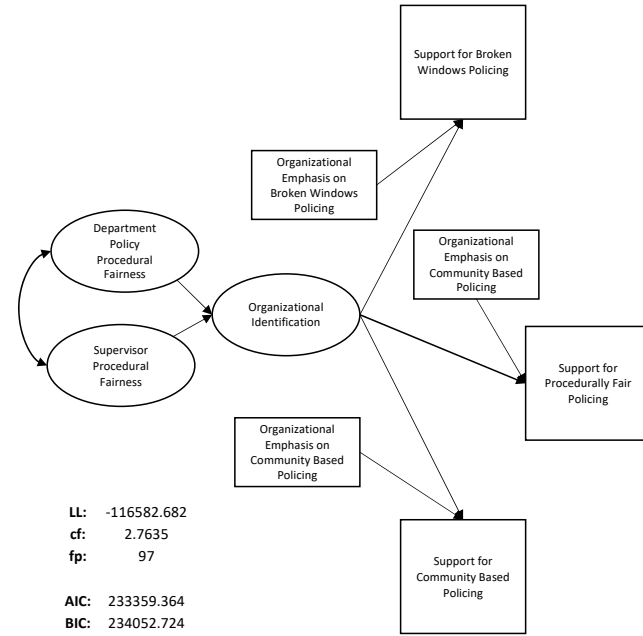 Support for Broken
Windows Policing
Organizational
Emphasis on
Broken Windows
Policing
Department
Policy
Procedural
Fairness
Organizational
Emphasis on
Community Based
Policing
Organizational
Identification
Supervisor
Procedural
Fairness
Support for
Procedurally Fair
Policing
Organizational
Emphasis on
Community Based
Policing
LL: -116582.682
cf: 2.7635
fp: 97
AIC: 233359.364
BIC: 234052.724
Support for
Community Based
Policing